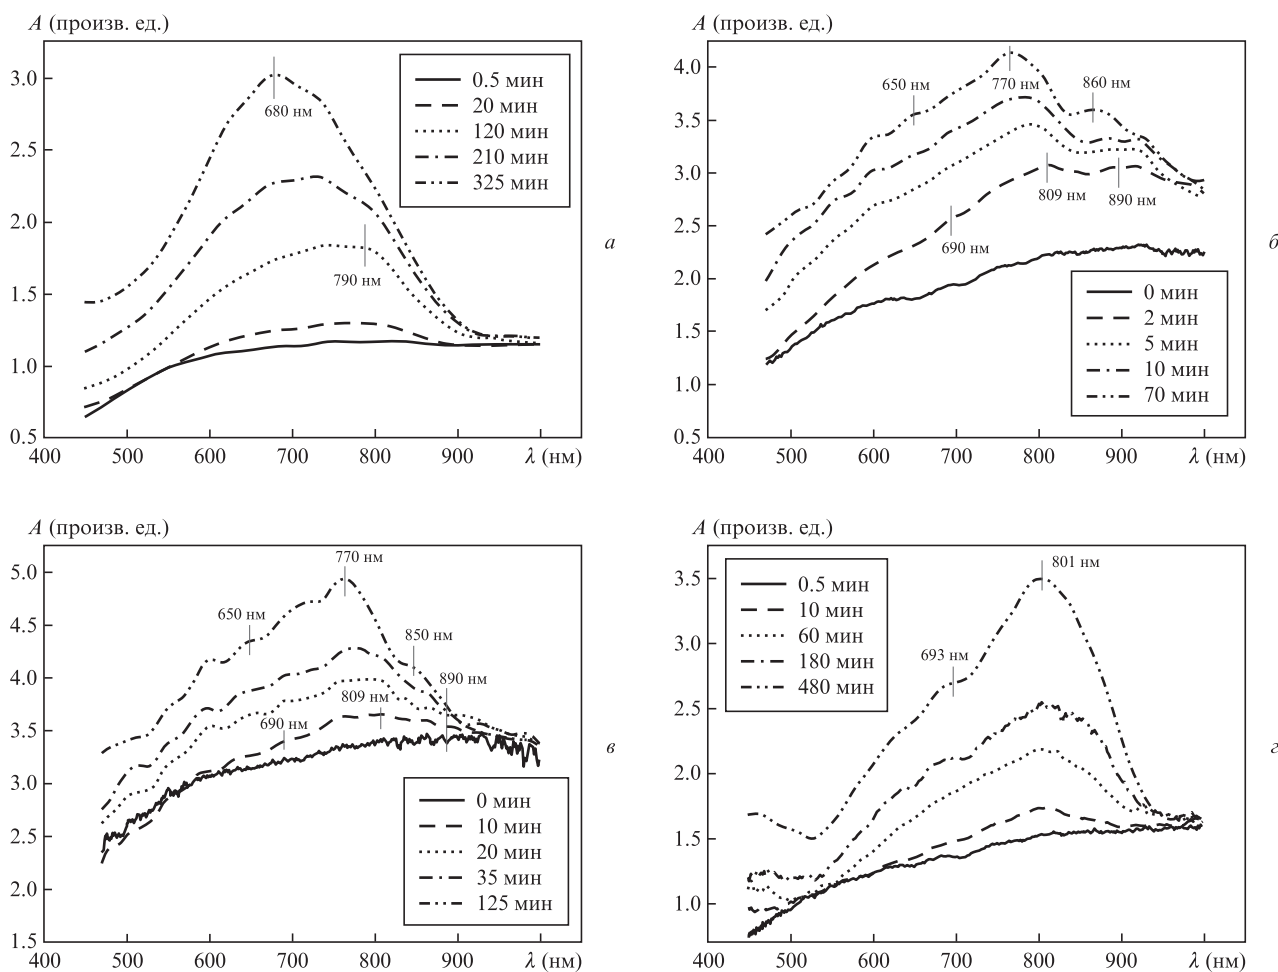 A (произв. ед.)
3.0
2.5
2.0
1.5
1.0
0.5
400 500 600 700 800 900 λ (нм)
680 нм
790 нм
0.5 мин
20 мин
120 мин
210 мин
325 мин
а
A (произв. ед.)
4.0
3.5
3.0
2.5
2.0
1.5
1.0
0.5
400 500 600 700 800 900 λ (нм)
650 нм
770 нм
860 нм
809 нм
890 нм
690 нм
0 мин
2 мин
5 мин
10 мин
70 мин
б
A (произв. ед.)
5.0
4.5
4.0
3.5
3.0
2.5
2.0
1.5
400 500 600 700 800 900 λ (нм)
770 нм
650 нм
850 нм
890 нм
809 нм
690 нм
0 мин
10 мин
20 мин
35 мин
125 мин
в
A (произв. ед.)
3.5
3.0
2.5
2.0
1.5
1.0
400 500 600 700 800 900 λ (нм)
801 нм
693 нм
0.5 мин
10 мин
60 мин
180 мин
480 мин
г